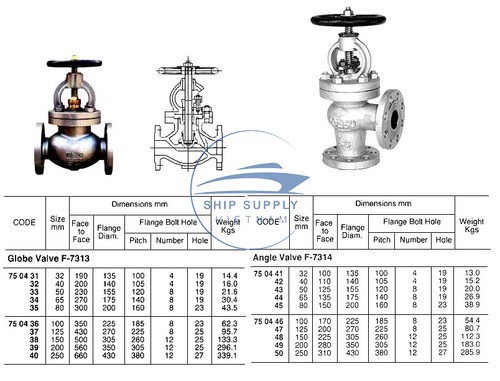 SHIP SUPPLY
VIETNAM
CODE Size mm Dimensions mm Weight Kgs
Face to Face Flange Diam. Flange Bolt Hole
Pitch Number Hole
Globe Valve F-7313
75 04 31 32 190 135 100 4 19 14.4
32 40 200 140 105 4 19 16.0
33 50 230 155 120 8 19 21.6
34 65 270 175 140 8 19 30.4
35 80 300 200 160 8 23 43.5
75 04 36 100 350 225 185 8 23 62.3
37 125 430 270 225 8 25 95.7
38 150 500 305 260 12 25 133.3
39 200 560 350 305 12 25 296.1
40 250 660 430 380 12 27 339.1
CODE Size mm Dimensions mm Weight Kgs
Face to Face Flange Diam. Flange Bolt Hole
Pitch Number Hole
Angle Valve F-7314
75 04 41 32 100 135 100 4 19 13.0
42 40 110 140 105 4 19 15.2
43 50 125 155 120 8 19 20.0
44 65 135 175 140 8 19 26.9
45 80 150 200 160 8 23 38.9
75 04 46 100 170 225 185 8 23 54.4
47 125 200 270 225 8 25 80.7
48 150 225 305 260 12 25 112.3
49 200 260 350 305 12 25 183.0
50 250 310 430 380 12 27 285.9